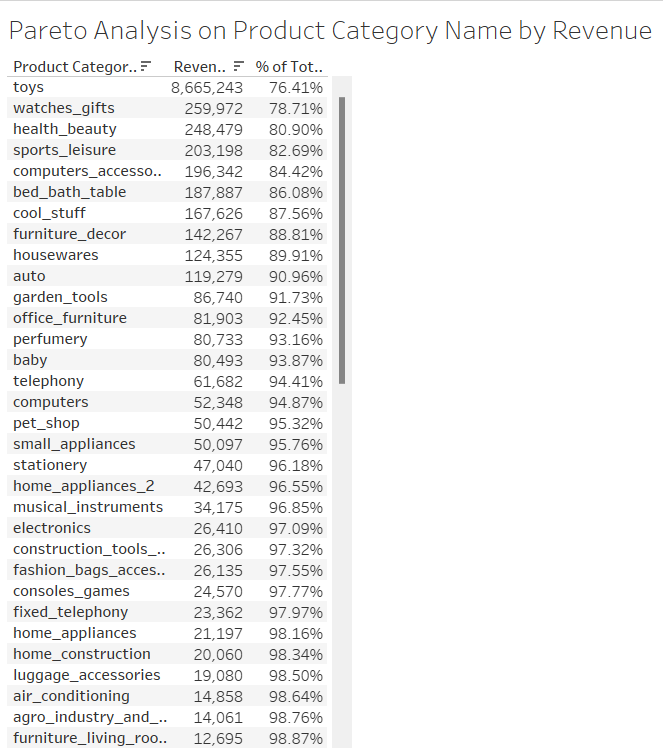 Pareto Analysis on Product Category Name by Revenue
Product Categor.. Reven.. % of Tot..
toys 8,665,243 76.41%
watches_gifts 259,972 78.71%
health_beauty 248,479 80.90%
sports_leisure 203,198 82.69%
computers_accesso.. 196,342 84.42%
bed_bath_table 187,887 86.08%
cool_stuff 167,626 87.56%
furniture_decor 142,267 88.81%
housewares 124,355 89.91%
auto 119,279 90.96%
garden_tools 86,740 91.73%
office_furniture 81,903 92.45%
perfumery 80,733 93.16%
baby 80,493 93.87%
telephony 61,682 94.41%
computers 52,348 94.87%
pet_shop 50,442 95.32%
small_appliances 50,097 95.76%
stationery 47,040 96.18%
home_appliances_2 42,693 96.55%
musical_instruments 34,175 96.85%
electronics 26,410 97.09%
construction_tools_.. 26,306 97.32%
fashion_bags_acces.. 26,135 97.55%
consoles_games 24,570 97.77%
fixed_telephony 23,362 97.97%
home_appliances 21,197 98.16%
home_construction 20,060 98.34%
luggage_accessories 19,080 98.50%
air_conditioning 14,858 98.64%
agro_industry_and_.. 14,061 98.76%
furniture_living_roo.. 12,695 98.87%